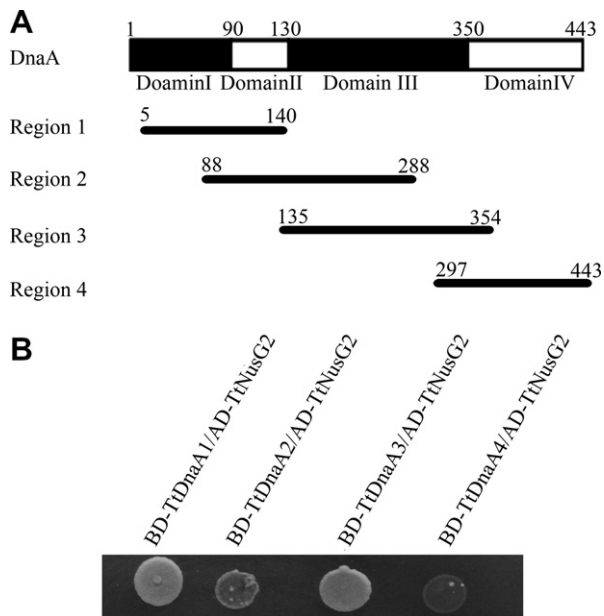 A
1 90 130 350 443
DnaA
DoaminI DomainII Domain III DomainIV
Region 1 5 140
Region 2 88 288
Region 3 135 354
Region 4 297 443
B
BD-TtDnaA1/AD-TtNusG2
BD-TtDnaA2/AD-TtNusG2
BD-TtDnaA3/AD-TtNusG2
BD-TtDnaA4/AD-TtNusG2